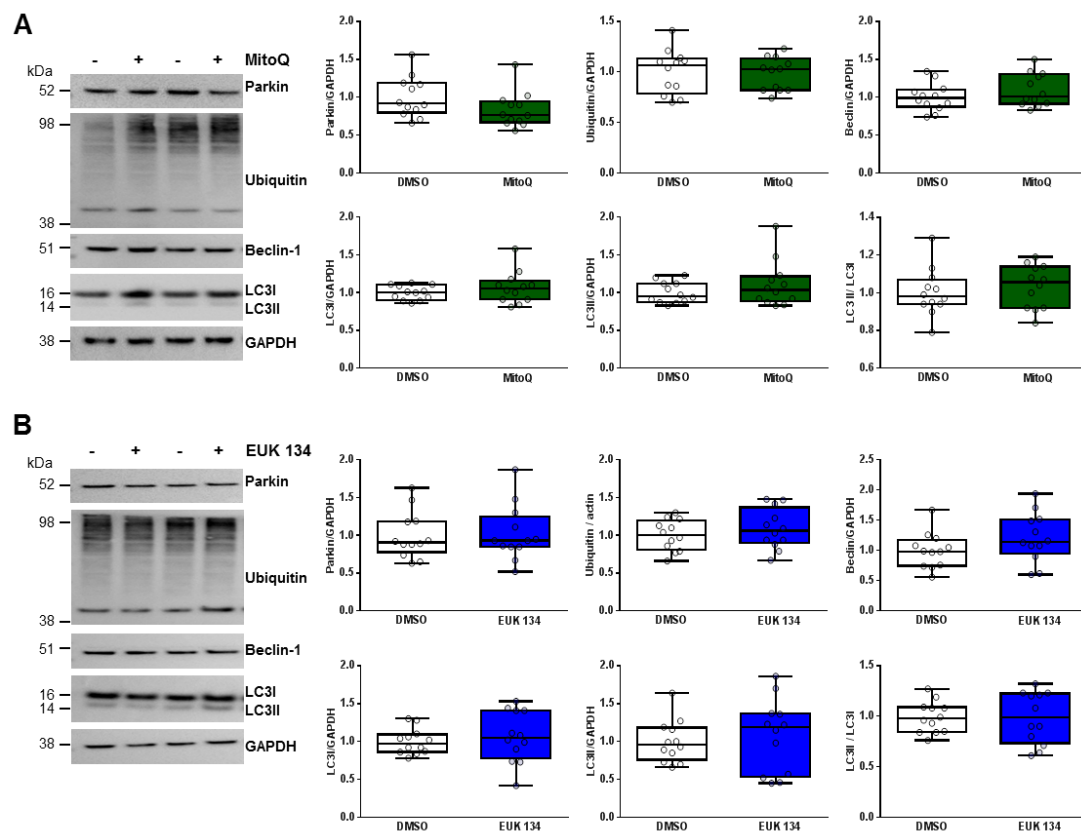 A
- + - + MitoQ
kDa
52 Parkin
98
Ubiquitin
38
51 Beclin-1
16 LC3I
14 LC3II
38 GAPDH
Parkin/GAPDH
2.0
1.5
1.0
0.5
0.0
DMSO MitoQ
Ubiquitin/GAPDH
2.0
1.5
1.0
0.5
0.0
DMSO MitoQ
Beclin/GAPDH
2.0
1.5
1.0
0.5
0.0
DMSO MitoQ
LC3I/GAPDH
2.0
1.5
1.0
0.5
0.0
DMSO MitoQ
LC3II/GAPDH
2.0
1.5
1.0
0.5
0.0
DMSO MitoQ
LC3II/ LC3I
1.4
1.2
1.0
0.8
0.6
DMSO MitoQ
B
- + - + EUK 134
kDa
52 Parkin
98
Ubiquitin
38
51 Beclin-1
16 LC3I
14 LC3II
38 GAPDH
Parkin/GAPDH
2.0
1.5
1.0
0.5
0.0
DMSO EUK 134
Ubiquitin / actin
2.0
1.5
1.0
0.5
0.0
DMSO EUK 134
Beclin/GAPDH
2.0
1.5
1.0
0.5
0.0
DMSO EUK 134
LC3I/GAPDH
2.0
1.5
1.0
0.5
0.0
DMSO EUK 134
LC3II/GAPDH
2.0
1.5
1.0
0.5
0.0
DMSO EUK 134
LC3II / LC3I
1.5
1.0
0.5
0.0
DMSO EUK 134